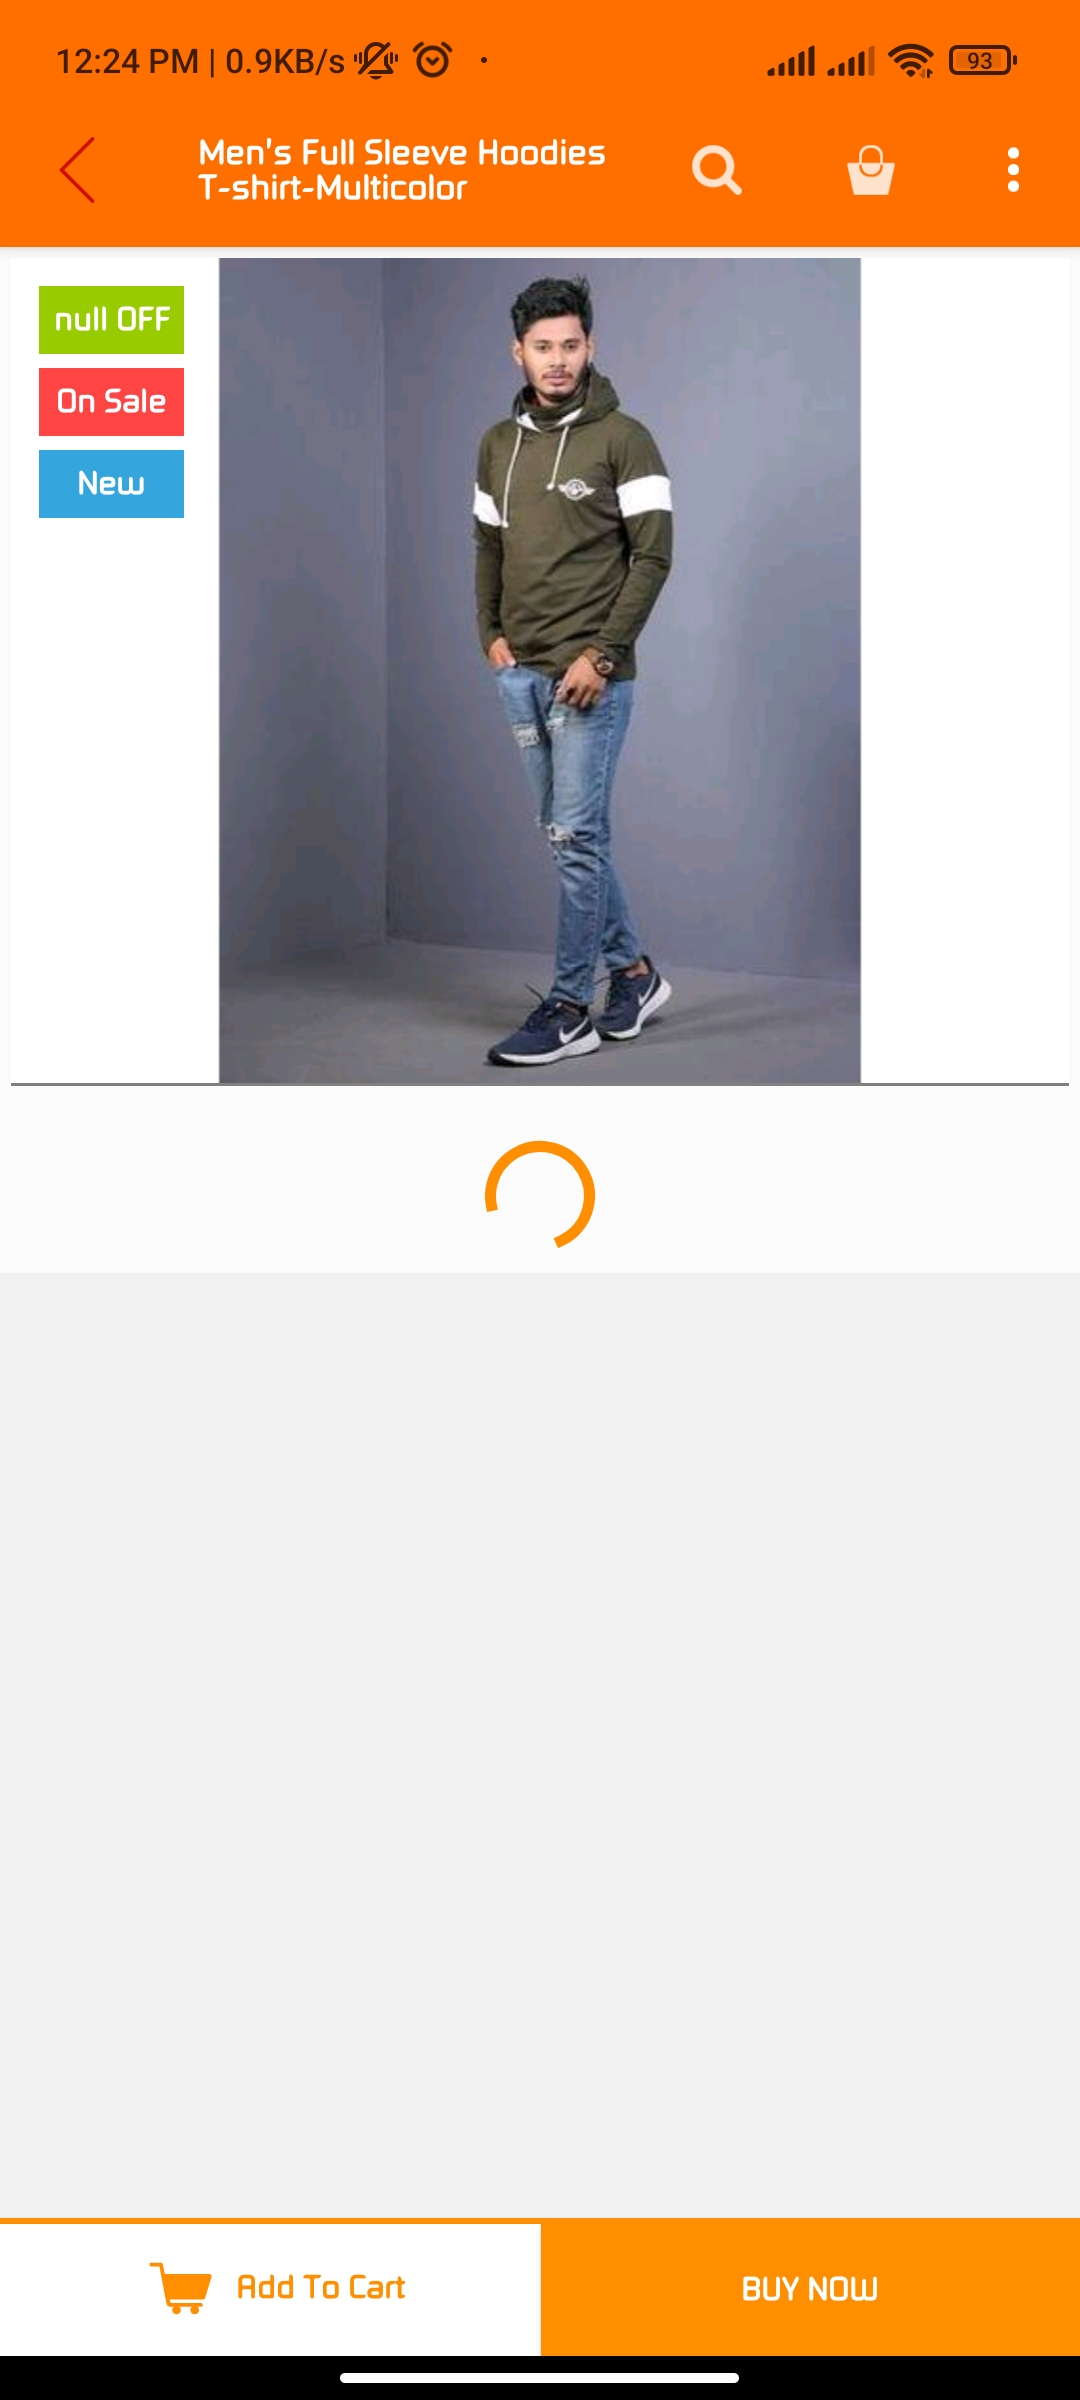 12:24 PM | 0.9KB/s
93
Men's Full Sleeve Hoodies
T-shirt-Multicolor
null OFF
On Sale
New
Add To Cart
BUY NOW